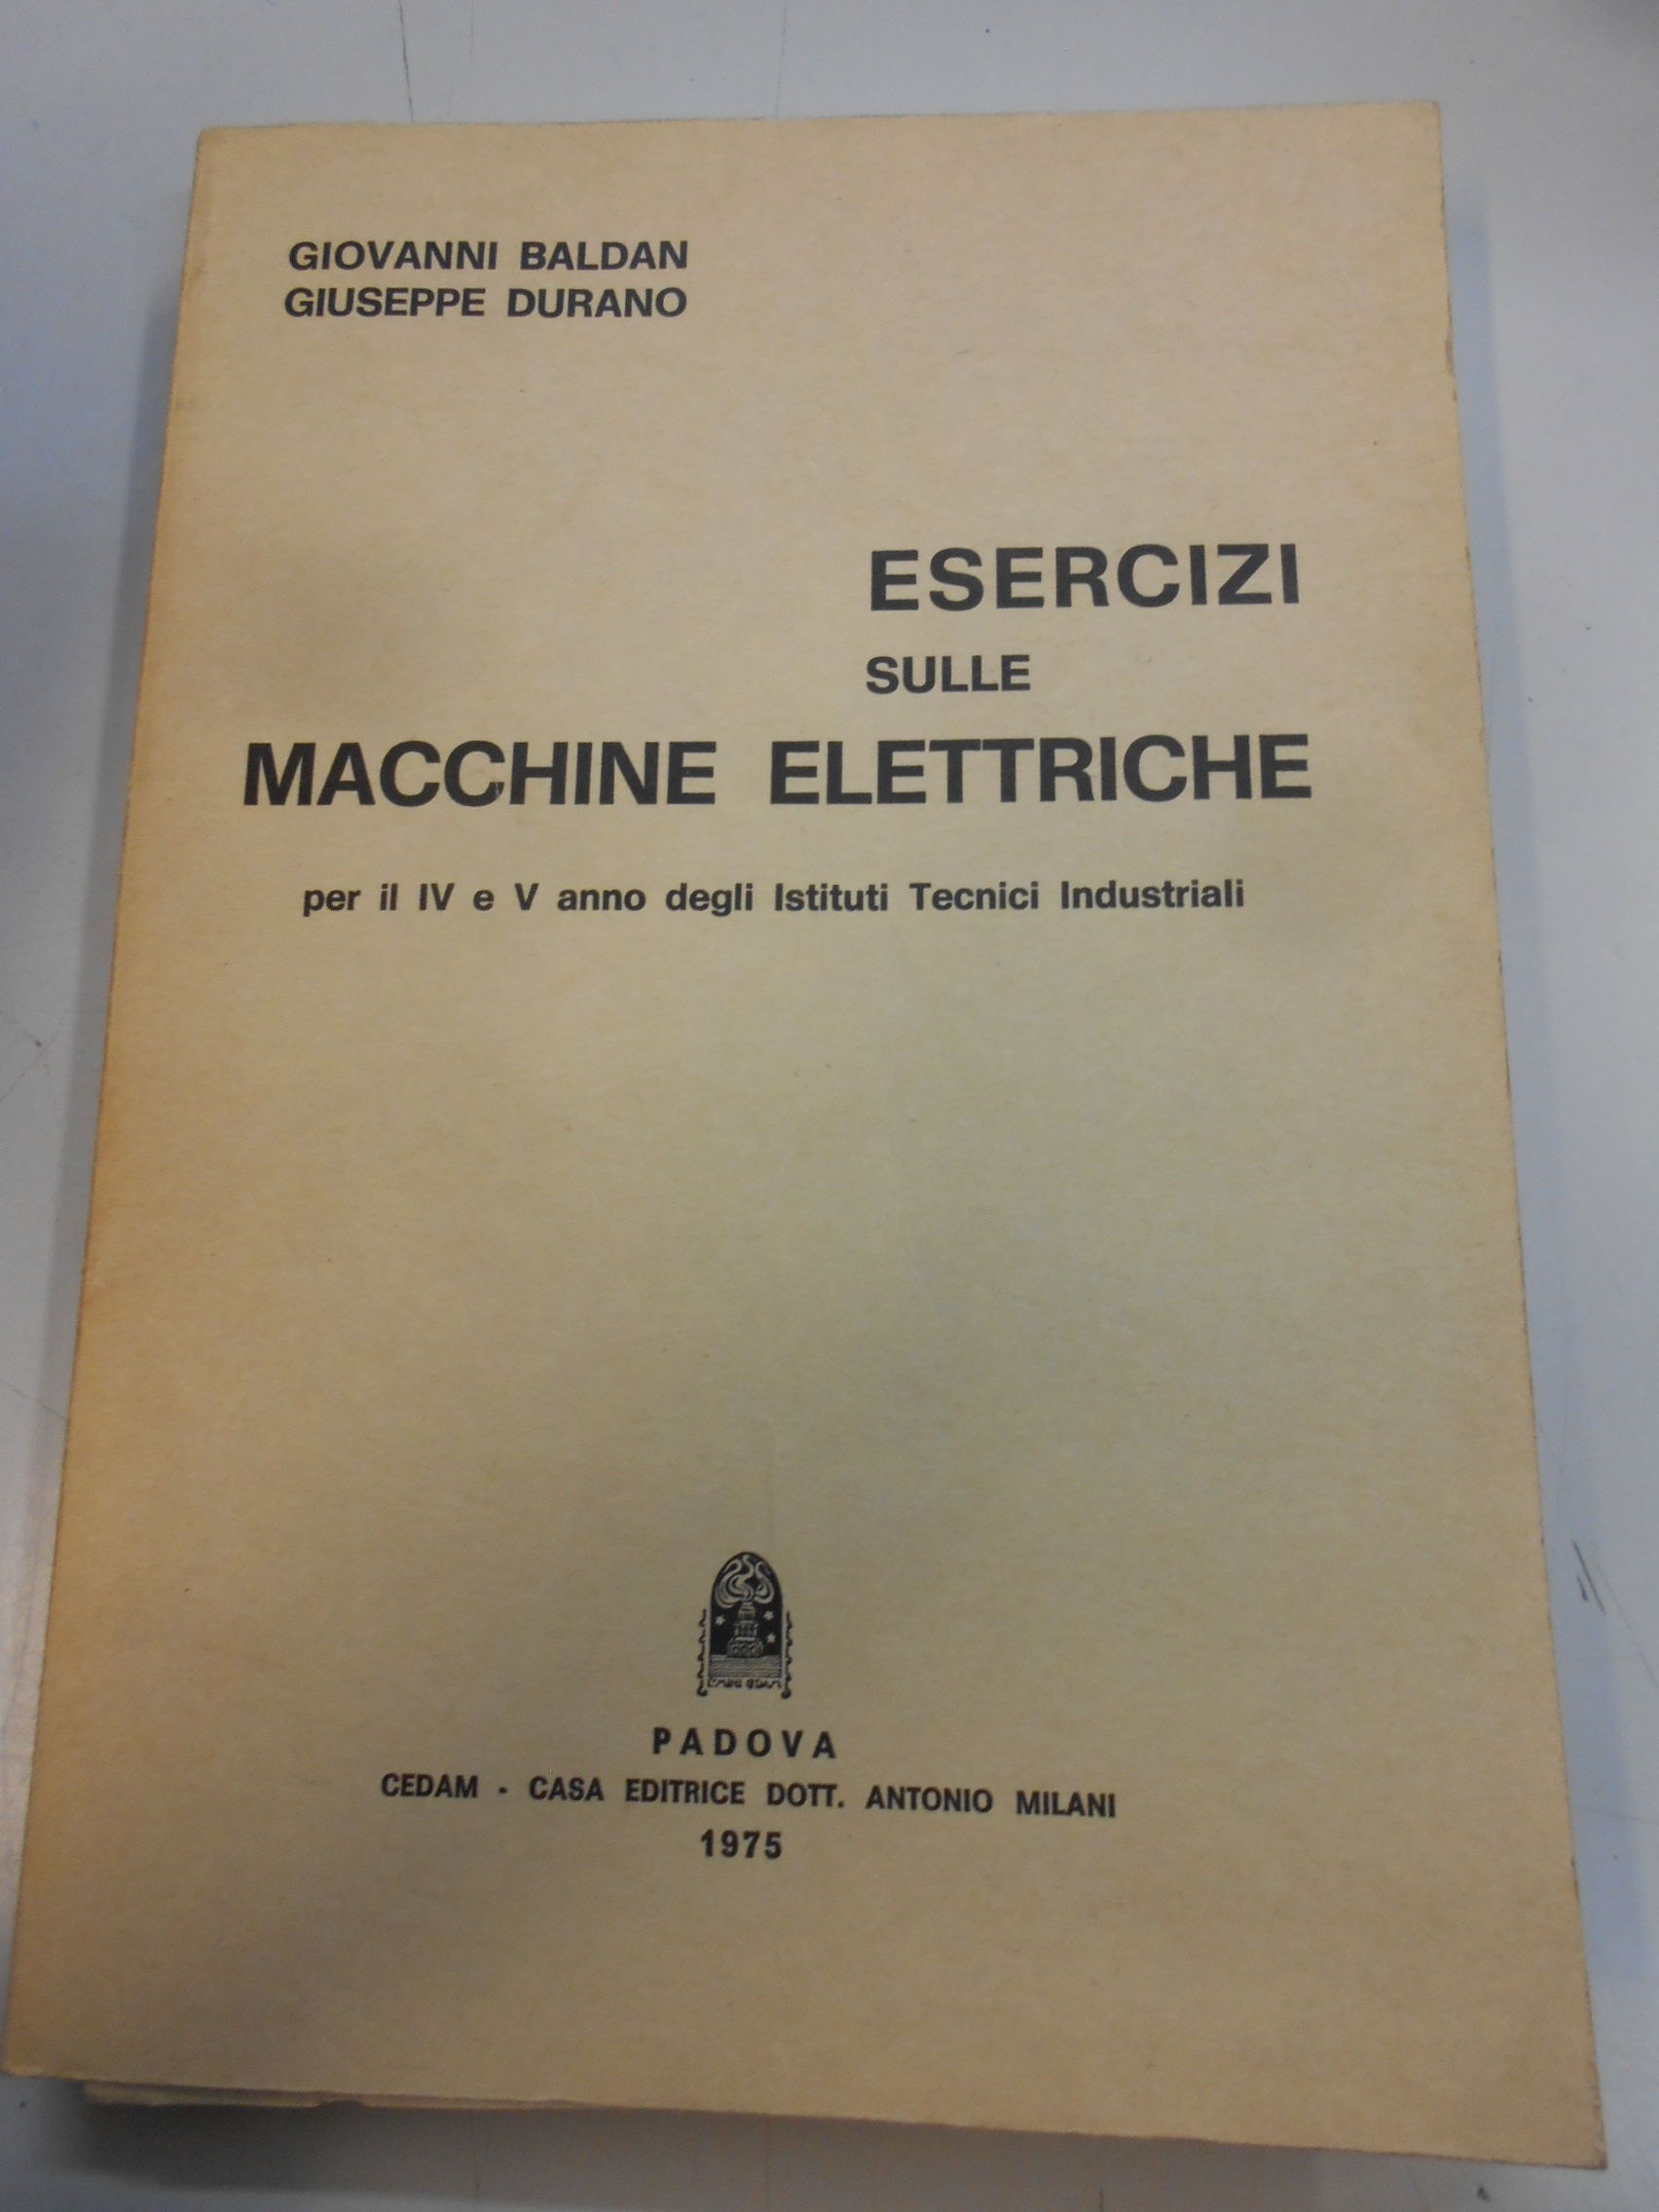 GIOVANNI BALDAN
GIUSEPPE DURANO
ESERCIZI
SULLE
MACCHINE ELETTRICHE
per il IV e V anno degli Istituti Tecnici Industriali
PADOVA
CEDAM - CASA EDITRICE DOTT. ANTONIO MILANI
1975